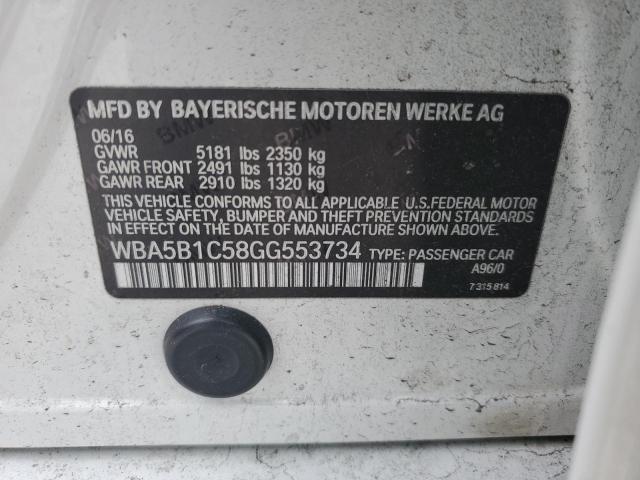 MFD BY BAYERISCHE MOTOREN WERKE AG
06/16
GVWR 5181 lbs 2350 kg
GAWR FRONT 2491 lbs 1130 kg
GAWR REAR 2910 lbs 1320 kg
THIS VEHICLE CONFORMS TO ALL APPLICABLE U.S.FEDERAL MOTOR
VEHICLE SAFETY, BUMPER AND THEFT PREVENTION STANDARDS
IN EFFECT ON THE DATE OF MANUFACTURE SHOWN ABOVE.
WBA5B1C58GG553734 TYPE: PASSENGER CAR
A96/0
7315814